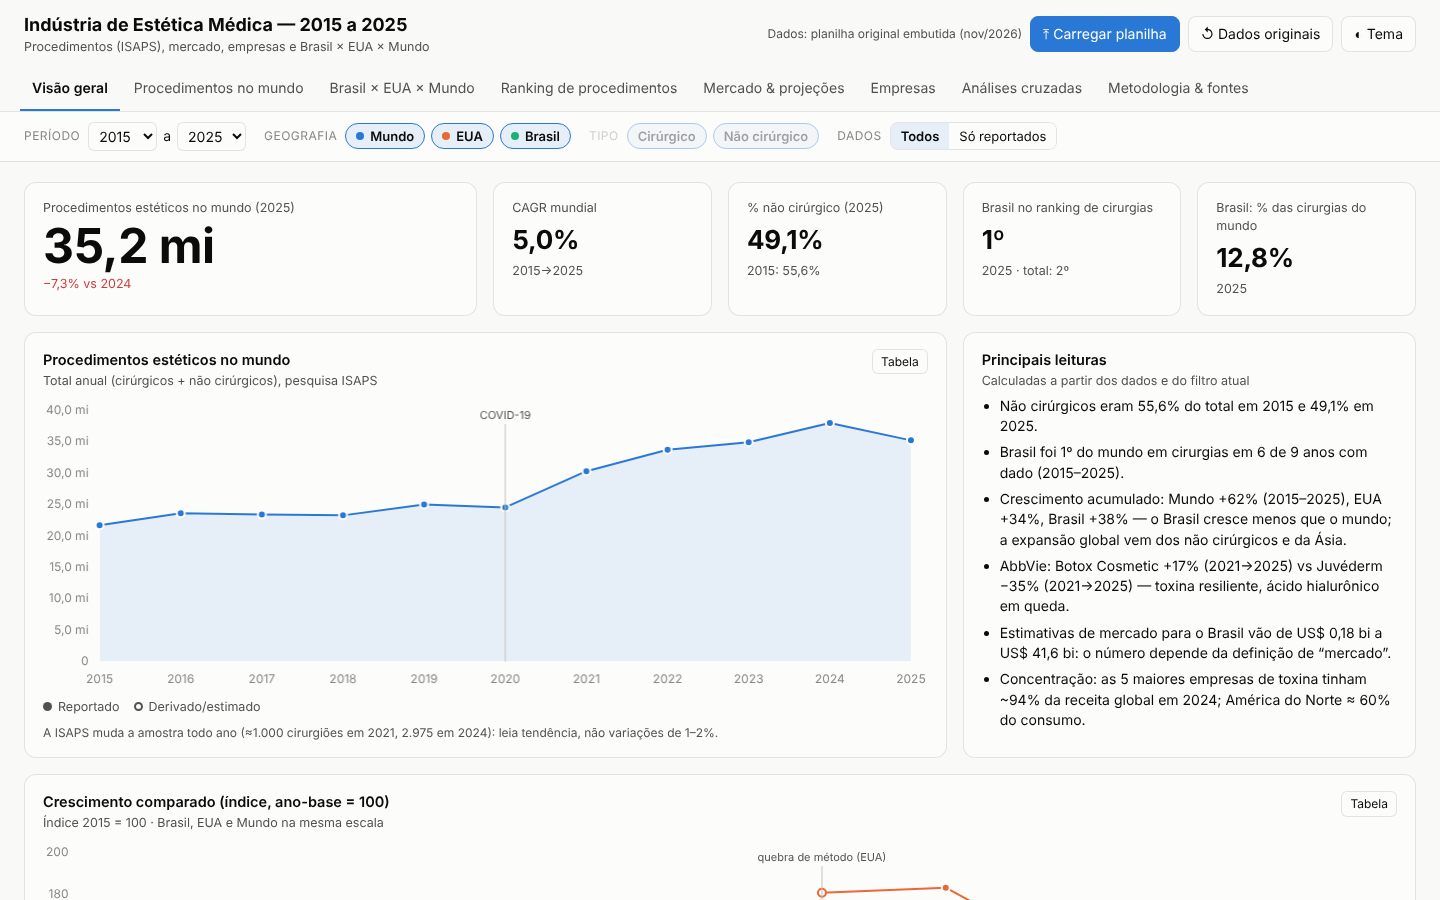 Indústria de Estética Médica — 2015 a 2025
Procedimentos (ISAPS), mercado, empresas e Brasil × EUA × Mundo
Dados: planilha original embutida (nov/2026)
⤒ Carregar planilha
↺ Dados originais
◐ Tema
Visão geral
Procedimentos no mundo
Brasil × EUA × Mundo
Ranking de procedimentos
Mercado & projeções
Empresas
Análises cruzadas
Metodologia & fontes
PERÍODO
2015
a
2025
GEOGRAFIA
Mundo
EUA
Brasil
TIPO
Cirúrgico
Não cirúrgico
DADOS
Todos
Só reportados
Procedimentos estéticos no mundo (2025)
35,2 mi
−7,3% vs 2024
CAGR mundial
5,0%
2015→2025
% não cirúrgico (2025)
49,1%
2015: 55,6%
Brasil no ranking de cirurgias
1º
2025 · total: 2º
Brasil: % das cirurgias do
mundo
12,8%
2025
Procedimentos estéticos no mundo
Total anual (cirúrgicos + não cirúrgicos), pesquisa ISAPS
Tabela
COVID-19
40,0 mi
35,0 mi
30,0 mi
25,0 mi
20,0 mi
15,0 mi
10,0 mi
5,0 mi
0
2015
2016
2017
2018
2019
2020
2021
2022
2023
2024
2025
Reportado
Derivado/estimado
A ISAPS muda a amostra todo ano (≈1.000 cirurgiões em 2021, 2.975 em 2024): leia tendência, não variações de 1–2%.
Principais leituras
Calculadas a partir dos dados e do filtro atual
• Não cirúrgicos eram 55,6% do total em 2015 e 49,1% em
2025.
• Brasil foi 1º do mundo em cirurgias em 6 de 9 anos com
dado (2015–2025).
• Crescimento acumulado: Mundo +62% (2015–2025), EUA
+34%, Brasil +38% — o Brasil cresce menos que o mundo;
a expansão global vem dos não cirúrgicos e da Ásia.
• AbbVie: Botox Cosmetic +17% (2021→2025) vs Juvéderm
−35% (2021→2025) — toxina resiliente, ácido hialurônico
em queda.
• Estimativas de mercado para o Brasil vão de US$ 0,18 bi a
US$ 41,6 bi: o número depende da definição de “mercado”.
• Concentração: as 5 maiores empresas de toxina tinham
~94% da receita global em 2024; América do Norte ≈ 60%
do consumo.
Crescimento comparado (índice, ano-base = 100)
Índice 2015 = 100 · Brasil, EUA e Mundo na mesma escala
Tabela
200
quebra de método (EUA)
180